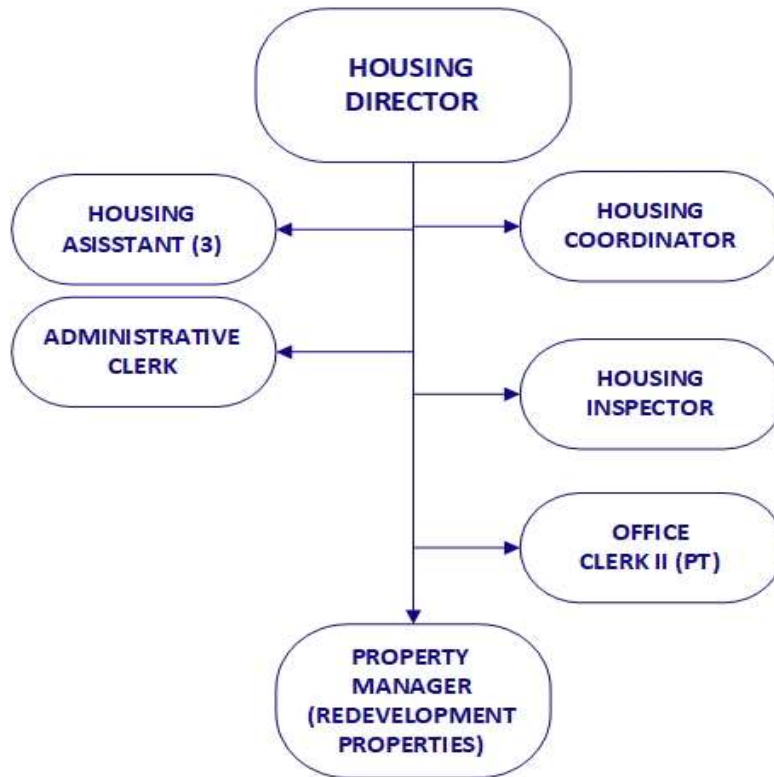 HOUSING
DIRECTOR
HOUSING
ASISSTANT (3)
HOUSING
COORDINATOR
ADMINISTRATIVE
CLERK
HOUSING
INSPECTOR
OFFICE
CLERK II (PT)
PROPERTY
MANAGER
(REDEVELOPMENT
PROPERTIES)